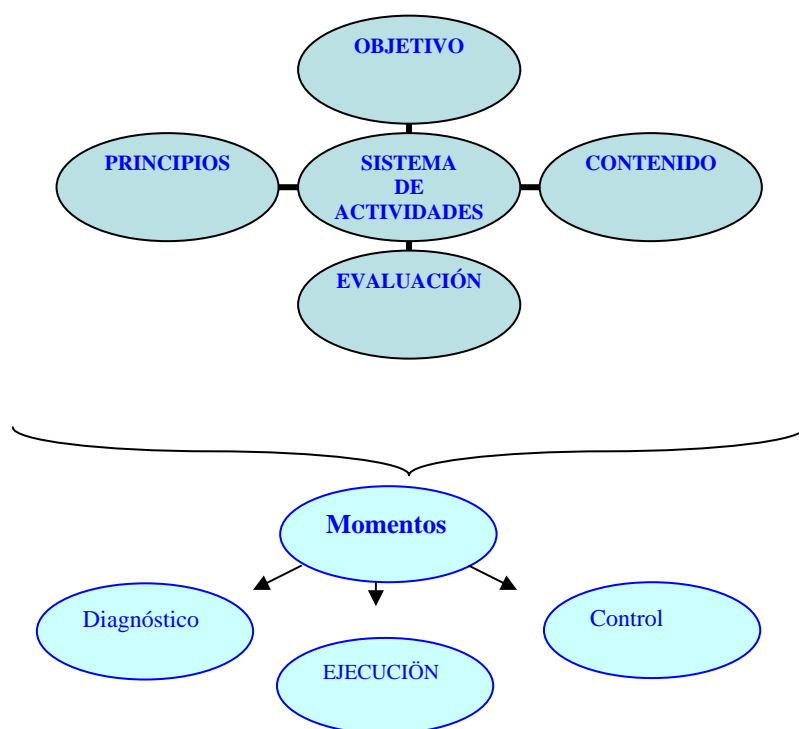 OBJETIVO
PRINCIPIOS
SISTEMA
DE
ACTIVIDADES
CONTENIDO
EVALUACIÓN
Momentos
Diagnóstico
EJECUCIÖN
Control